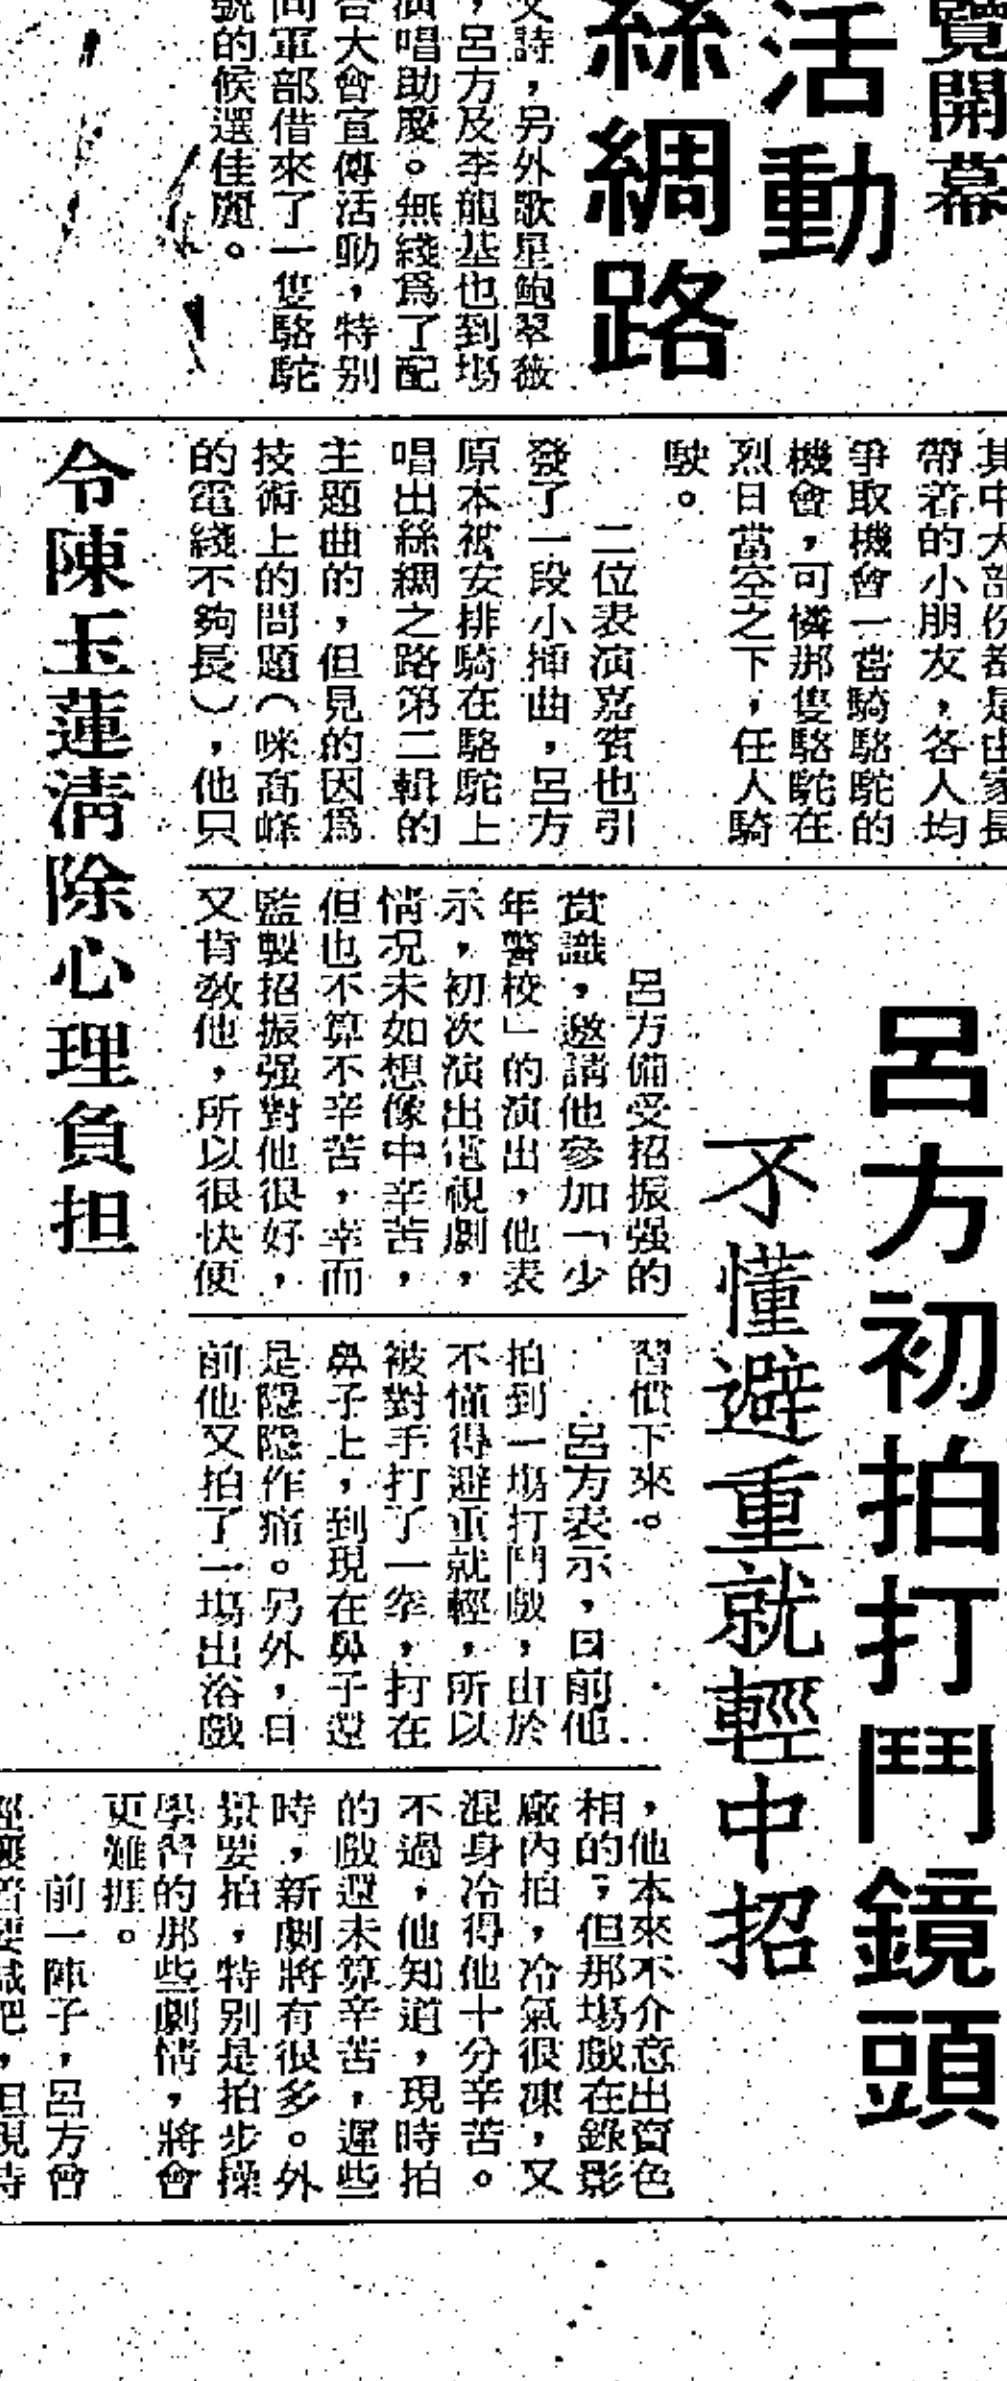 覽開幕
活動
絲綢路
文詩，另外歌星鮑翠薇
，呂方及李龍基也到場
演唱助慶。無綫為了配
合大會宣傳活動，特別
向軍部借來了一隻駱駝
號的候選佳麗。
其中大部份都是由家長
帶着的小朋友，各人均
爭取機會一嘗騎駱駝的
機會，可憐那隻駱駝在
烈日當空之下，任人騎
駛。
二位表演嘉賓也引
發了一段小插曲，呂方
原本被安排騎在駱駝上
唱出絲綢之路第二輯的
主題曲的，但見的因為
技術上的問題（咪高峰
的電綫不夠長），他只
令陳玉蓮清除心理負担
呂方初拍打鬥鏡頭
不懂避重就輕中招
呂方備受招振强的
賞識，邀請他參加「少
年警校」的演出，他表
示，初次演出電視劇，
情况未如想像中辛苦，
但也不算不辛苦，幸而
監製招振强對他很好，
又肯教他，所以很快便
習慣下來。
呂方表示，日前他
拍到一場打鬥戲，由於
不懂得避重就輕，所以
被對手打了一拳，打在
鼻子上，到現在鼻子還
是隱隱作痛。另外，日
前他又拍了一場出浴戲
，他本來不介意出賣色
相的，但那場戲在錄影
廠內拍，冷氣很凍，又
混身冷得他十分辛苦。
不過，他知道，現時拍
的戲還未算辛苦，遲些
時，新劇將有很多。外
景要拍，特别是拍步操
學習的那些劇情，將會
更難捱。
前一陣子，呂方曾